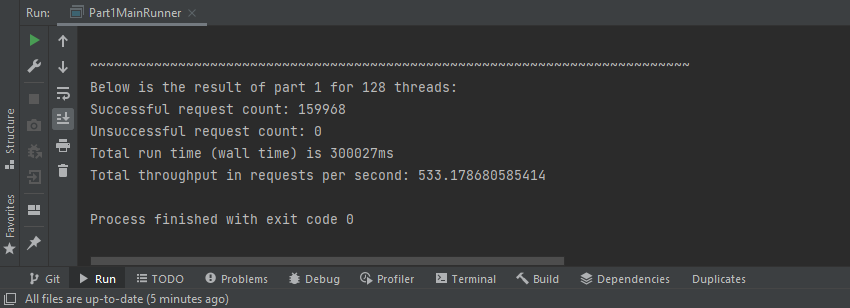 Run: Part1MainRunner
~~~~~~~~~~~~~~~~~~~~~~~~~~~~~~~~~~~~~~~~~~~~~~~~~~~~~~~~~~~~~~~~~~~~~~~~~~~
Below is the result of part 1 for 128 threads:
Successful request count: 159968
Unsuccessful request count: 0
Total run time (wall time) is 300027ms
Total throughput in requests per second: 533.178680585414
Process finished with exit code 0
Structure
Favorites
Git Run TODO Problems Debug Profiler Terminal Build Dependencies Duplicates
All files are up-to-date (5 minutes ago)